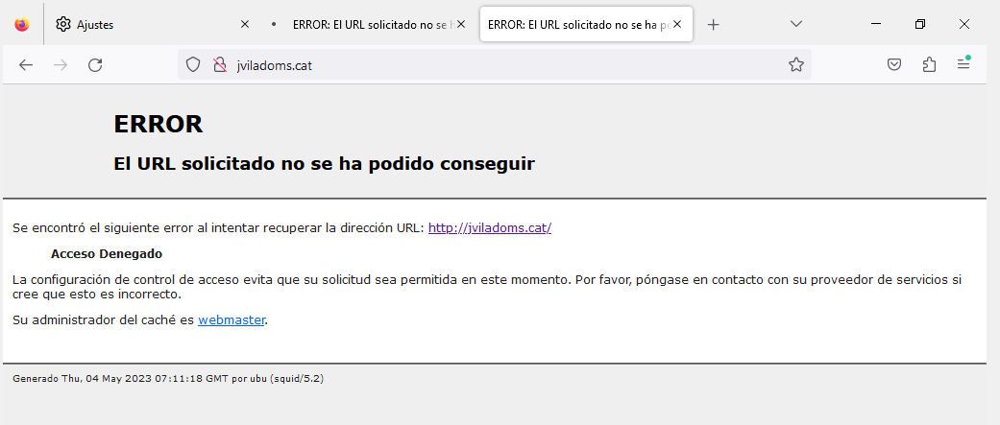 Ajustes
ERROR: El URL solicitado no se h
ERROR: El URL solicitado no se ha po
jviladoms.cat
ERROR
El URL solicitado no se ha podido conseguir
Se encontró el siguiente error al intentar recuperar la dirección URL: http://jviladoms.cat/
Acceso Denegado
La configuración de control de acceso evita que su solicitud sea permitida en este momento. Por favor, póngase en contacto con su proveedor de servicios si
cree que esto es incorrecto.
Su administrador del caché es webmaster.
Generado Thu, 04 May 2023 07:11:18 GMT por ubu (squid/5.2)